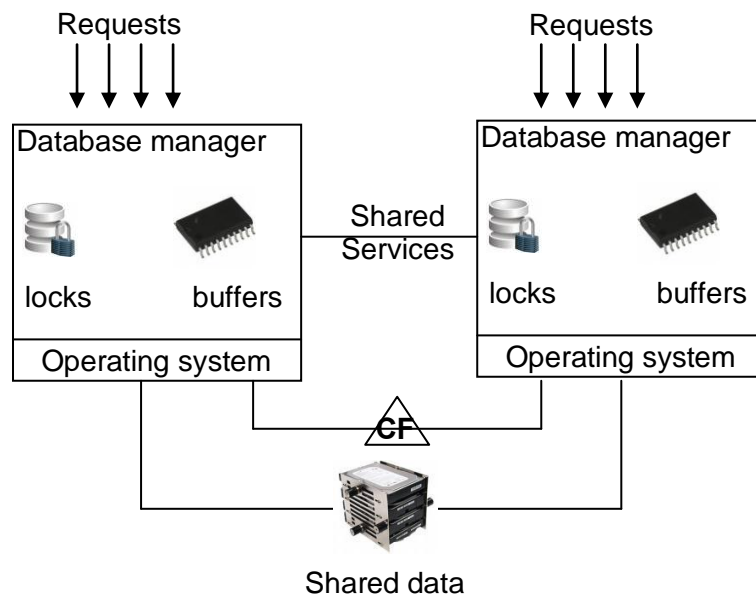 Requests
Requests
Database manager
Database manager
Shared
Services
locks
buffers
locks
buffers
Operating system
Operating system
CF
Shared data